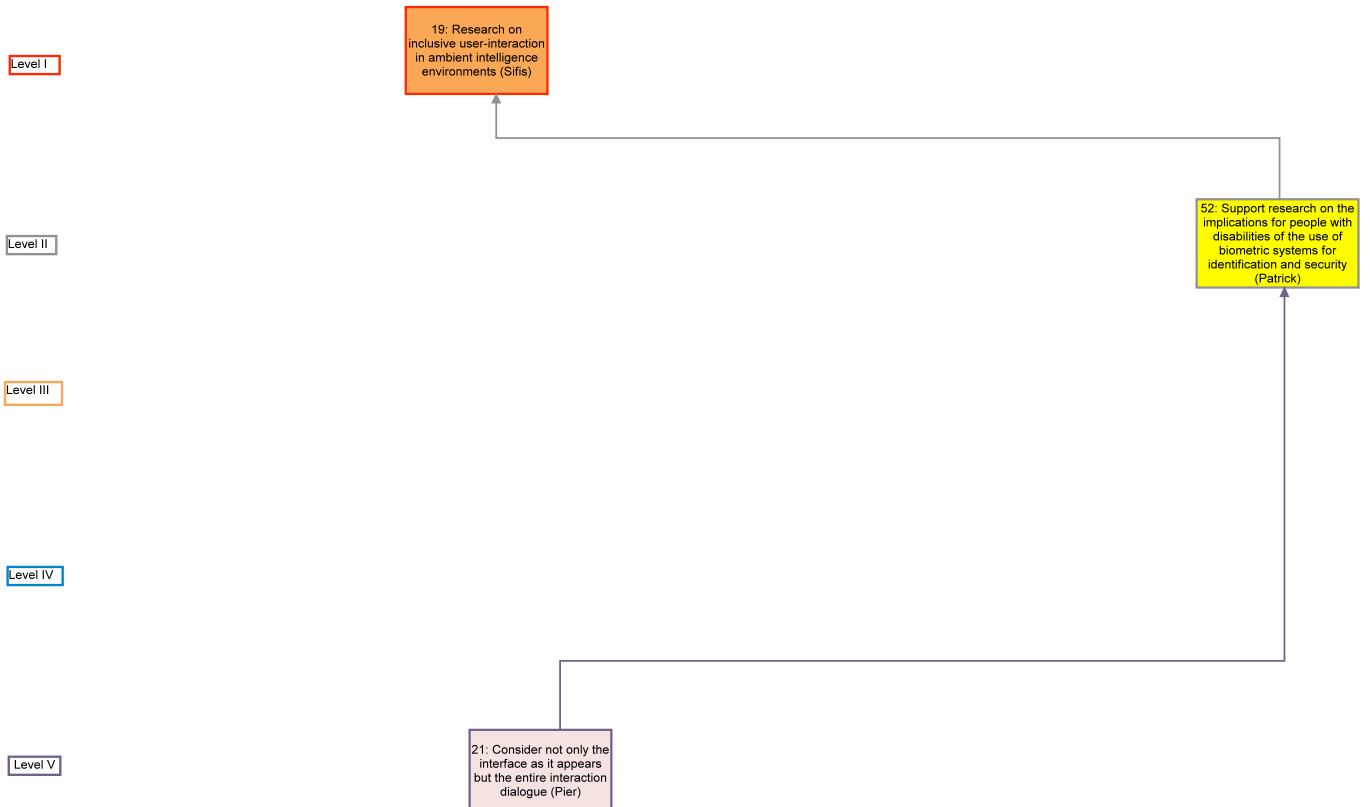 19: Research on
inclusive user-interaction
in ambient intelligence
environments (Sifis)
Level I
52: Support research on the
implications for people with
disabilities of the use of
biometric systems for
identification and security
(Patrick)
Level II
Level III
Level IV
21: Consider not only the
interface as it appears
but the entire interaction
dialogue (Pier)
Level V